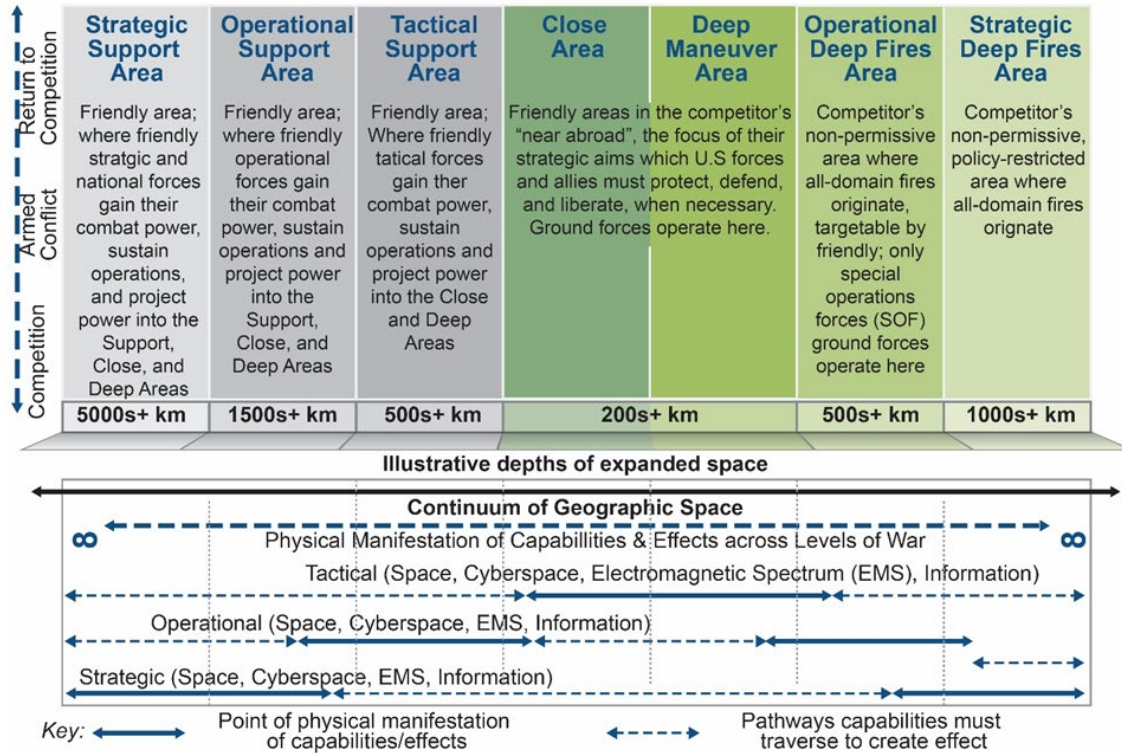 Return to
Competition
Armed
Conflict
Competition
Strategic
Support
Area
Friendly area;
where friendly
stratgic and
national forces
gain their
combat power,
sustain
operations,
and project
power into the
Support,
Close, and
Deep Areas
5000s+ km
Operational
Support
Area
Friendly area;
where friendly
operational
forces gain
their combat
power, sustain
operations and
project power
into the
Support,
Close, and
Deep Areas
1500s+ km
Tactical
Support
Area
Friendly area;
Where friendly
tatical forces
gain ther
combat power,
sustain
operations and
project power
into the Close
and Deep
Areas
500s+ km
Close
Area
Deep
Maneuver
Area
Friendly areas in the competitor's
“near abroad”, the focus of their
strategic aims which U.S forces
and allies must protect, defend,
and liberate, when necessary.
Ground forces operate here.
200s+ km
Operational
Deep Fires
Area
Competitor's
non-permissive
area where
all-domain fires
originate,
targetable by
friendly; only
special
operations
forces (SOF)
ground forces
operate here
500s+ km
Strategic
Deep Fires
Area
Competitor's
non-permissive,
policy-restricted
area where
all-domain fires
orignate
1000s+ km
Illustrative depths of expanded space
Continuum of Geographic Space
∞ ∞
Physical Manifestation of Capabillities & Effects across Levels of War
Tactical (Space, Cyberspace, Electromagnetic Spectrum (EMS), Information)
Operational (Space, Cyberspace, EMS, Information)
Strategic (Space, Cyberspace, EMS, Information)
Key:
Point of physical manifestation
of capabilities/effects
Pathways capabilities must
traverse to create effect